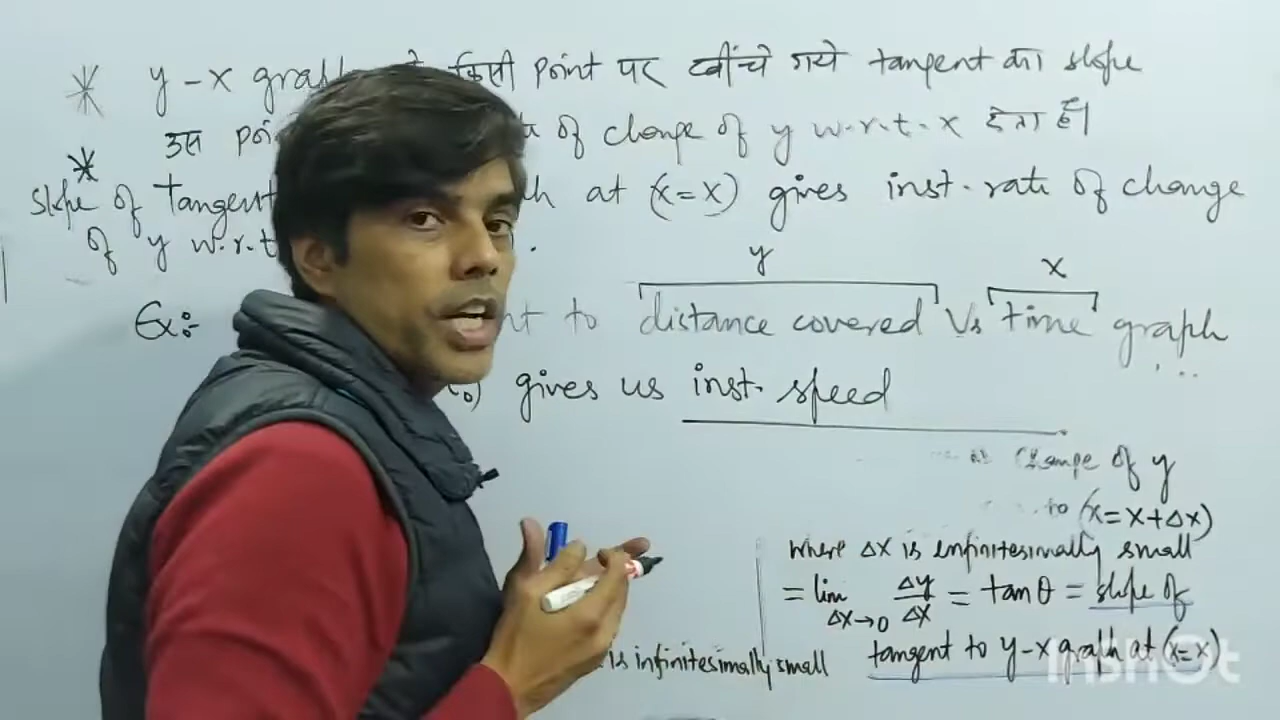 * y-x graph किसी point पर खींचे गये tangent का slope
उस of change of y w.r.t. x देता है।
* slope of Tangent at (x=x) gives inst. rate of change
of y w.r.t .
y x
Ex:- to distance covered Vs time graph ...
gives us inst. speed
Change of y
to (x=x+Δx)
where Δx is infinitesimally small
= lim Δx→0 Δy/Δx = tanθ = slope of
is infinitesimally small tangent to y-x graph at (x=x)
InShot